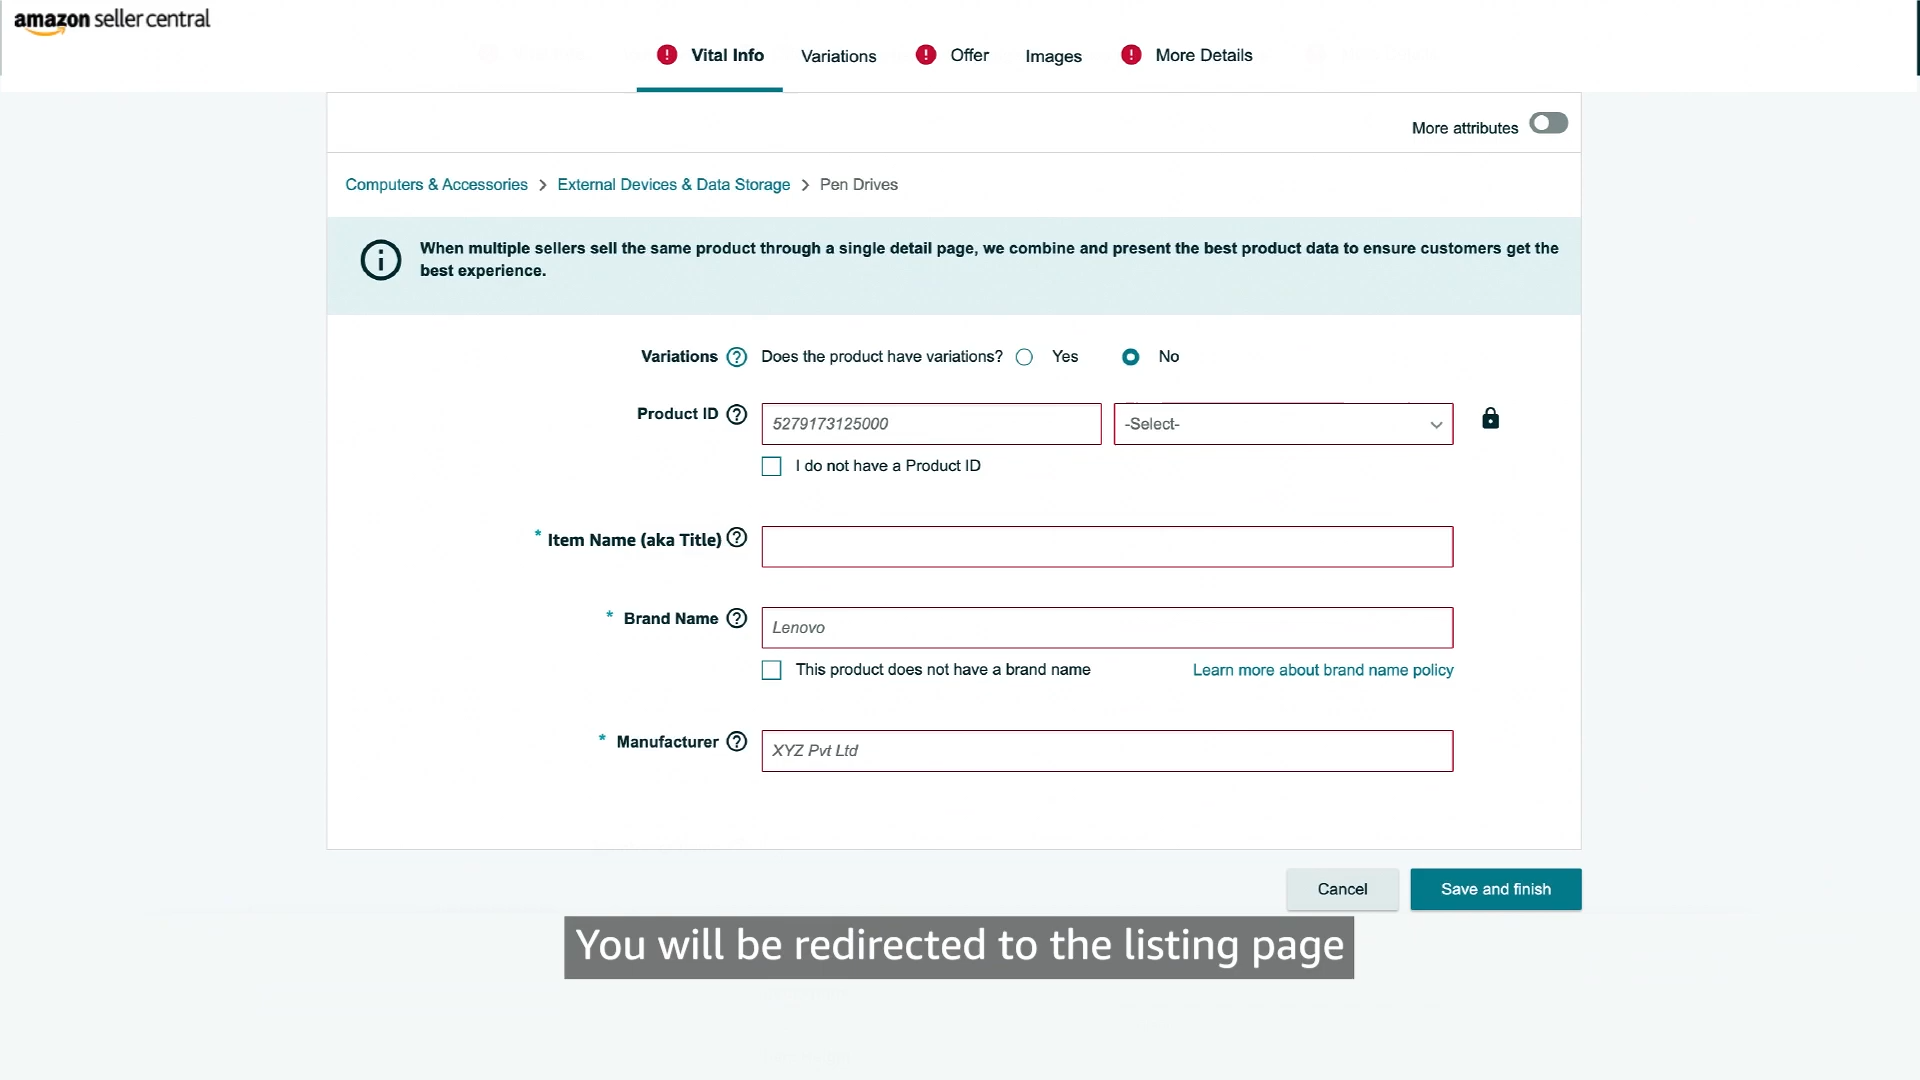 amazon seller central
! Vital Info Variations ! Offer Images ! More Details
More attributes
Computers & Accessories > External Devices & Data Storage > Pen Drives
When multiple sellers sell the same product through a single detail page, we combine and present the best product data to ensure customers get the
best experience.
Variations ? Does the product have variations? Yes No
Product ID ? 5279173125000 -Select-
I do not have a Product ID
* Item Name (aka Title) ?
* Brand Name ? Lenovo
This product does not have a brand name Learn more about brand name policy
* Manufacturer ? XYZ Pvt Ltd
Cancel Save and finish
You will be redirected to the listing page